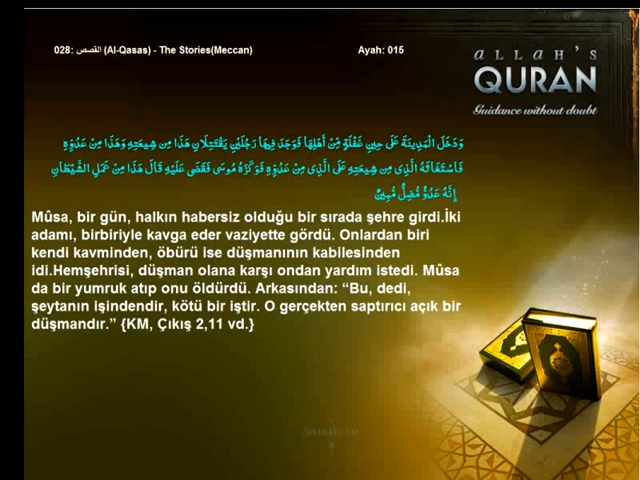 028: القصص (Al-Qasas) - The Stories(Meccan) Ayah: 015
ALLAH'S
QURAN
Guidance without doubt
وَدَخَلَ الْمَدِينَةَ عَلَىٰ حِينِ غَفْلَةٍ مِّنْ أَهْلِهَا فَوَجَدَ فِيهَا رَجُلَيْنِ يَقْتَتِلَانِ هَٰذَا مِن شِيعَتِهِ وَهَٰذَا مِنْ عَدُوِّهِ
فَاسْتَغَاثَهُ الَّذِي مِن شِيعَتِهِ عَلَى الَّذِي مِنْ عَدُوِّهِ فَوَكَزَهُ مُوسَىٰ فَقَضَىٰ عَلَيْهِ قَالَ هَٰذَا مِنْ عَمَلِ الشَّيْطَانِ
إِنَّهُ عَدُوٌّ مُّضِلٌّ مُّبِينٌ
Mûsa, bir gün, halkın habersiz olduğu bir sırada şehre girdi.İki
adamı, birbiriyle kavga eder vaziyette gördü. Onlardan biri
kendi kavminden, öbürü ise düşmanının kabilesinden
idi.Hemşehrisi, düşman olana karşı ondan yardım istedi. Mûsa
da bir yumruk atıp onu öldürdü. Arkasından: “Bu, dedi,
şeytanın işindendir, kötü bir iştir. O gerçekten saptırıcı açık bir
düşmandır.” {KM, Çıkış 2,11 vd.}